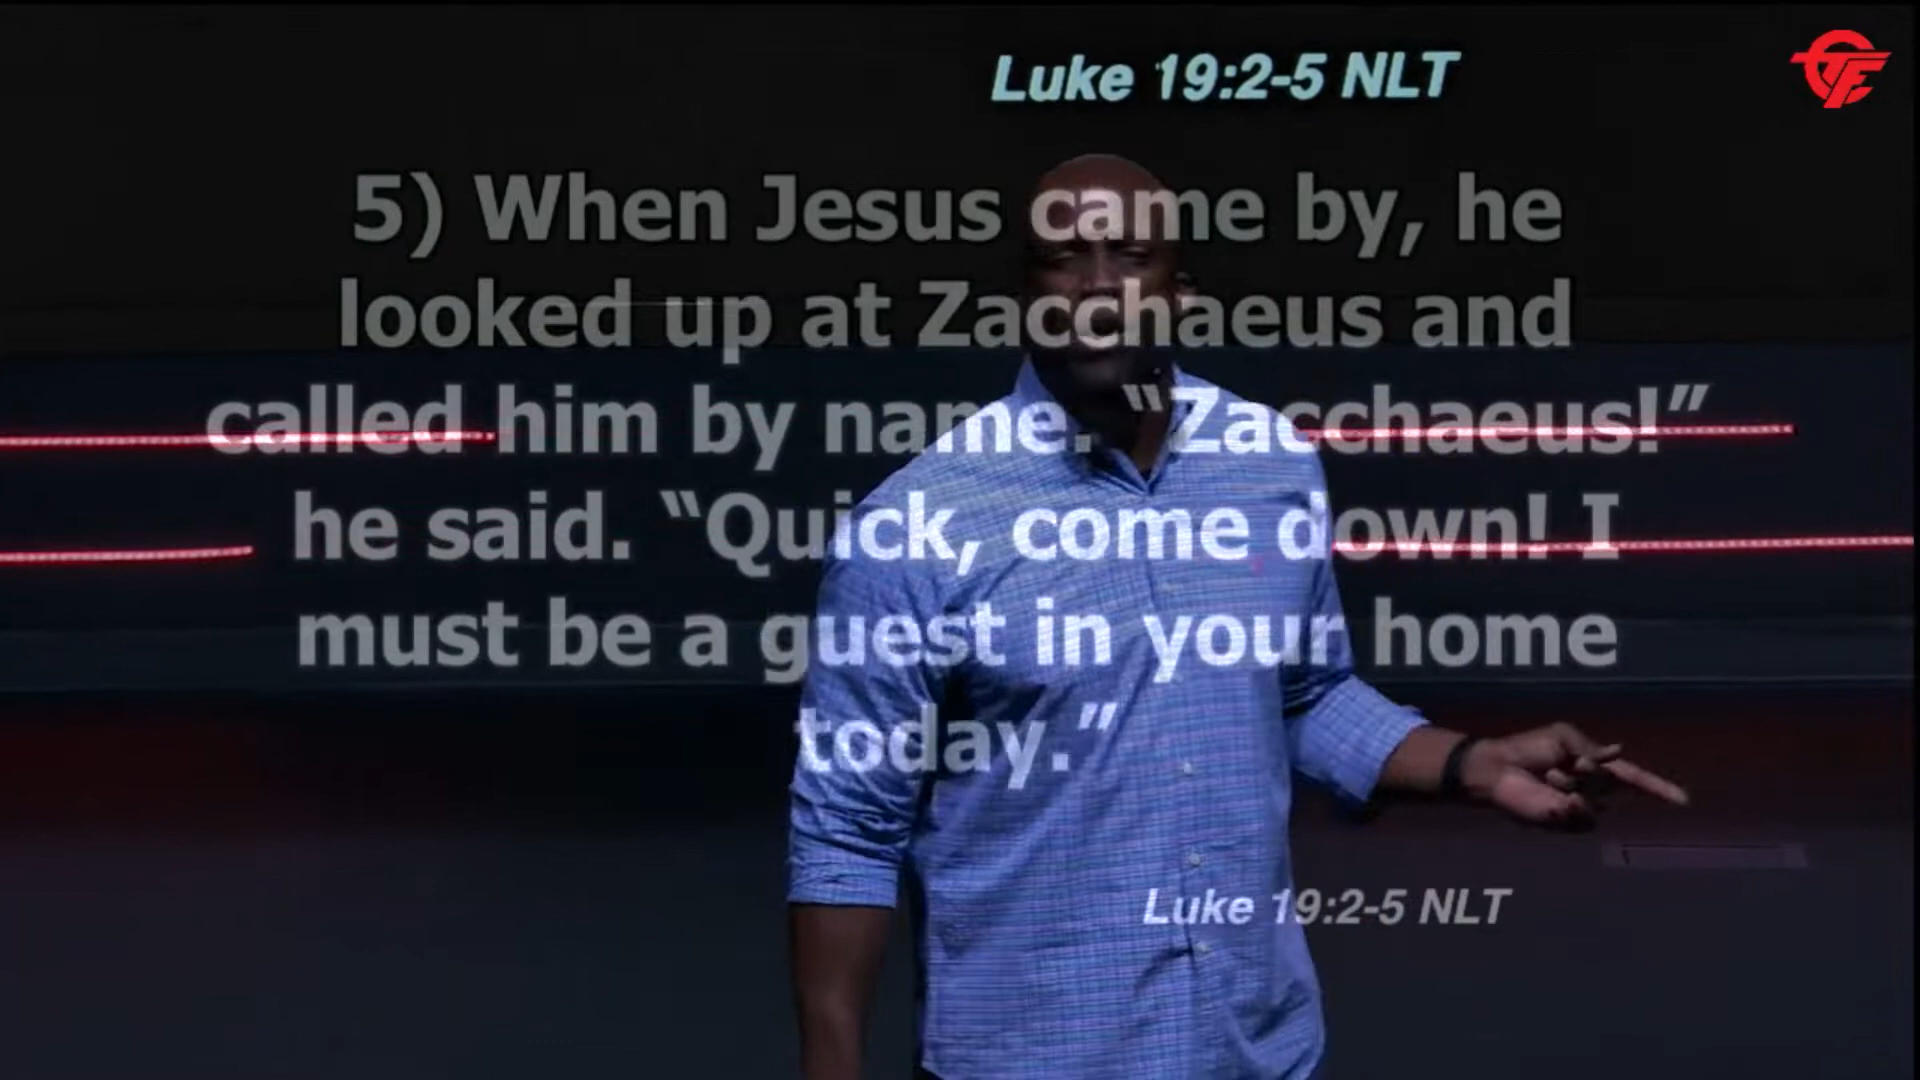 Luke 19:2-5 NLT
5) When Jesus came by, he
looked up at Zacchaeus and
called him by name. “Zacchaeus!”
he said. “Quick, come down! I
must be a guest in your home
today.”
Luke 19:2-5 NLT